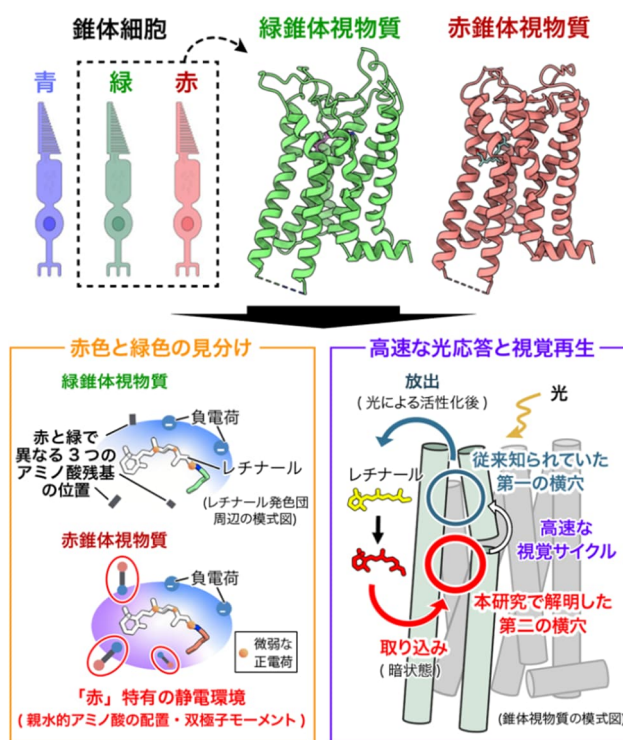 錐体細胞
青
緑
赤
緑錐体視物質
赤錐体視物質
赤色と緑色の見分け
緑錐体視物質
負電荷
赤と緑で
異なる３つの
アミノ酸残基
の位置
レチナール
(レチナール発色団
周辺の模式図)
赤錐体視物質
負電荷
微弱な
正電荷
「赤」特有の静電環境
(親水的アミノ酸の配置・双極子モーメント)
高速な光応答と視覚再生
放出
(光による活性化後)
光
レチナール
従来知られていた
第一の横穴
高速な
視覚サイクル
本研究で解明した
第二の横穴
取り込み
(暗状態)
(錐体視物質の模式図)